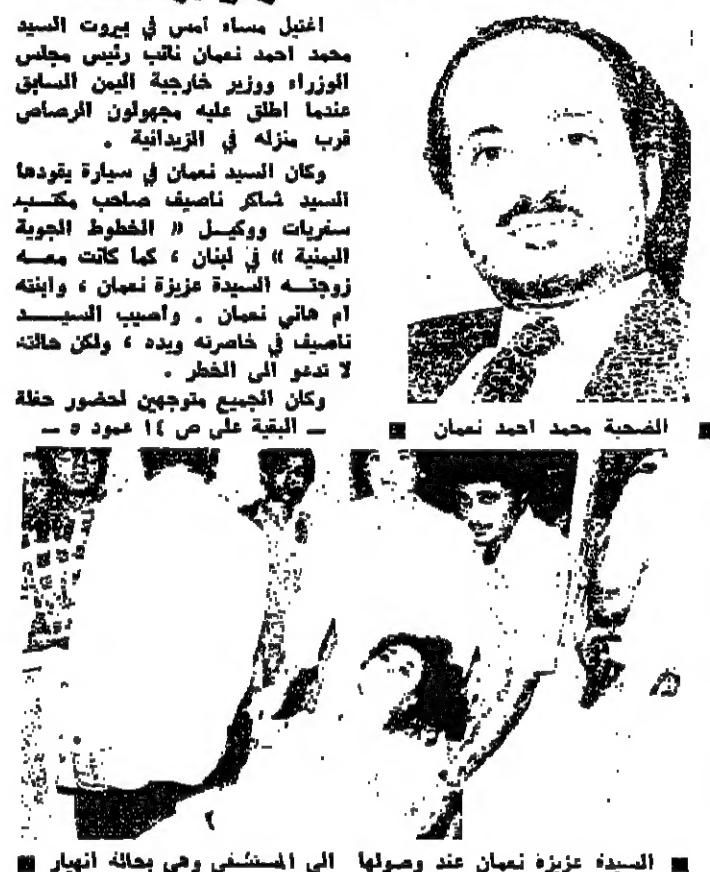 اغتيل مساء أمس في بيروت السيد
محمد احمد نعمان نائب رئيس مجلس
الوزراء ووزير خارجية اليمن السابق
عندما اطلق عليه مجهولون الرصاص
قرب منزله في الزيدانية .
وكان السيد نعمان في سيارة يقودها
السيد شاكر ناصيف صاحب مكتب
سفريات ووكيل « الخطوط الجوية
اليمنية » في لبنان ، كما كانت معه
زوجته السيدة عزيزة نعمان ، وابنته
ام هاني نعمان . واصيب السيد
ناصيف في خاصرته ويده ، ولكن حالته
لا تدعو الى الخطر .
وكان الجميع متوجهين لحضور حفلة
— البقية على ص ١٤ عمود ٥ —
■ الضحية محمد احمد نعمان ■
■ السيدة عزيزة نعمان عند وصولها الى المستشفى وهي بحالة انهيار ■